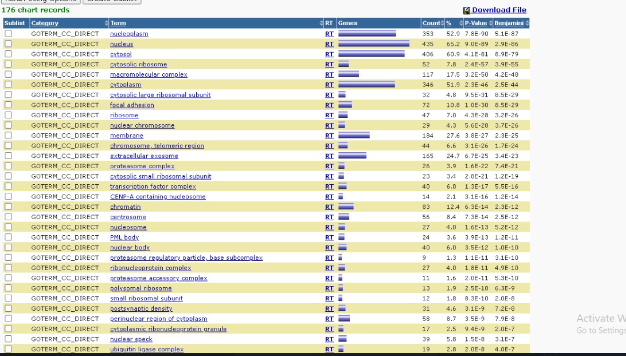 176 chart records
Download File
Sublist Category Term RT Genes Count % P-Value Benjamini
GOTERM_CC_DIRECT nucleoplasm RT 353 52.9 7.8E-90 5.1E-87
GOTERM_CC_DIRECT nucleus RT 435 65.2 9.0E-89 2.9E-86
GOTERM_CC_DIRECT cytosol RT 406 60.9 4.1E-81 8.9E-79
GOTERM_CC_DIRECT cytosolic ribosome RT 52 7.8 2.4E-57 3.9E-55
GOTERM_CC_DIRECT macromolecular complex RT 117 17.5 3.2E-50 4.2E-48
GOTERM_CC_DIRECT cytoplasm RT 346 51.9 2.3E-46 2.5E-44
GOTERM_CC_DIRECT cytosolic large ribosomal subunit RT 32 4.8 9.5E-31 8.5E-29
GOTERM_CC_DIRECT focal adhesion RT 72 10.8 1.0E-30 8.5E-29
GOTERM_CC_DIRECT ribosome RT 47 7.0 4.3E-28 3.2E-26
GOTERM_CC_DIRECT nuclear chromosome RT 29 4.3 5.6E-28 3.7E-26
GOTERM_CC_DIRECT membrane RT 184 27.6 3.8E-27 2.3E-25
GOTERM_CC_DIRECT chromosome, telomeric region RT 44 6.6 3.1E-26 1.7E-24
GOTERM_CC_DIRECT extracellular exosome RT 165 24.7 6.7E-25 3.4E-23
GOTERM_CC_DIRECT proteasome complex RT 26 3.9 1.6E-22 7.4E-21
GOTERM_CC_DIRECT cytosolic small ribosomal subunit RT 23 3.4 2.8E-21 1.2E-19
GOTERM_CC_DIRECT transcription factor complex RT 40 6.0 1.3E-17 5.5E-16
GOTERM_CC_DIRECT CENP-A containing nucleosome RT 14 2.1 3.1E-16 1.2E-14
GOTERM_CC_DIRECT chromatin RT 83 12.4 6.3E-14 2.3E-12
GOTERM_CC_DIRECT centrosome RT 56 8.4 7.3E-14 2.5E-12
GOTERM_CC_DIRECT nucleosome RT 27 4.0 1.6E-13 5.2E-12
GOTERM_CC_DIRECT PML body RT 24 3.6 3.9E-13 1.2E-11
GOTERM_CC_DIRECT nuclear body RT 40 6.0 3.5E-12 1.0E-10
GOTERM_CC_DIRECT proteasome regulatory particle, base subcomplex RT 9 1.3 1.1E-11 3.1E-10
GOTERM_CC_DIRECT ribonucleoprotein complex RT 27 4.0 1.8E-11 4.9E-10
GOTERM_CC_DIRECT proteasome accessory complex RT 11 1.6 2.0E-11 5.3E-10
GOTERM_CC_DIRECT polysomal ribosome RT 13 1.9 2.5E-10 6.3E-9
GOTERM_CC_DIRECT small ribosomal subunit RT 12 1.8 8.3E-10 2.0E-8
GOTERM_CC_DIRECT postsynaptic density RT 31 4.6 3.1E-9 7.2E-8
GOTERM_CC_DIRECT perinuclear region of cytoplasm RT 58 8.7 3.5E-9 7.9E-8
GOTERM_CC_DIRECT cytoplasmic ribonucleoprotein granule RT 17 2.5 9.4E-9 2.0E-7
GOTERM_CC_DIRECT nuclear speck RT 39 5.8 1.5E-8 3.1E-7
GOTERM_CC_DIRECT ubiquitin ligase complex RT 19 2.8 2.0E-8 4.0E-7
Activate W
Go to Settings